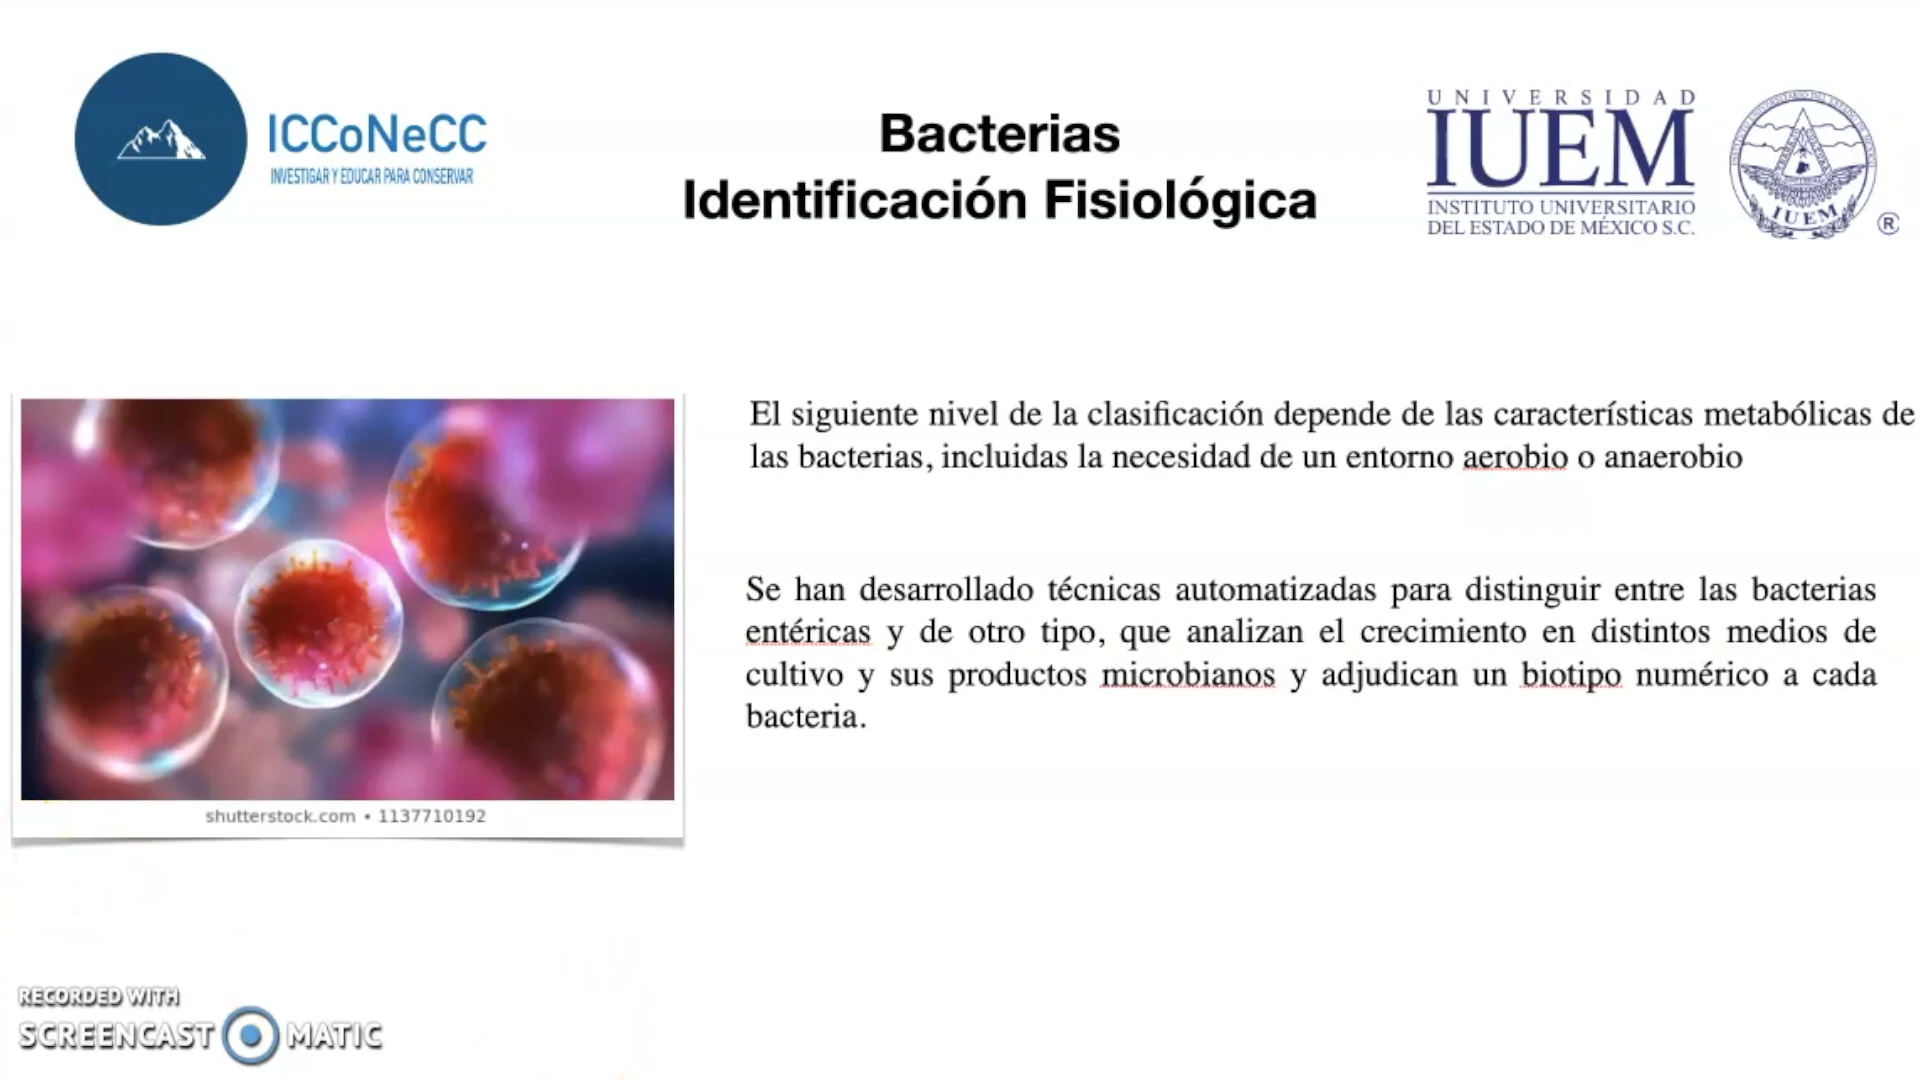 ICCoNeCC
INVESTIGAR Y EDUCAR PARA CONSERVAR
Bacterias
Identificación Fisiológica
UNIVERSIDAD
IUEM
INSTITUTO UNIVERSITARIO
DEL ESTADO DE MÉXICO S.C.
IUEM
®
El siguiente nivel de la clasificación depende de las características metabólicas de
las bacterias, incluidas la necesidad de un entorno aerobio o anaerobio
Se han desarrollado técnicas automatizadas para distinguir entre las bacterias
entéricas y de otro tipo, que analizan el crecimiento en distintos medios de
cultivo y sus productos microbianos y adjudican un biotipo numérico a cada
bacteria.
shutterstock.com • 1137710192
RECORDED WITH
SCREENCAST MATIC